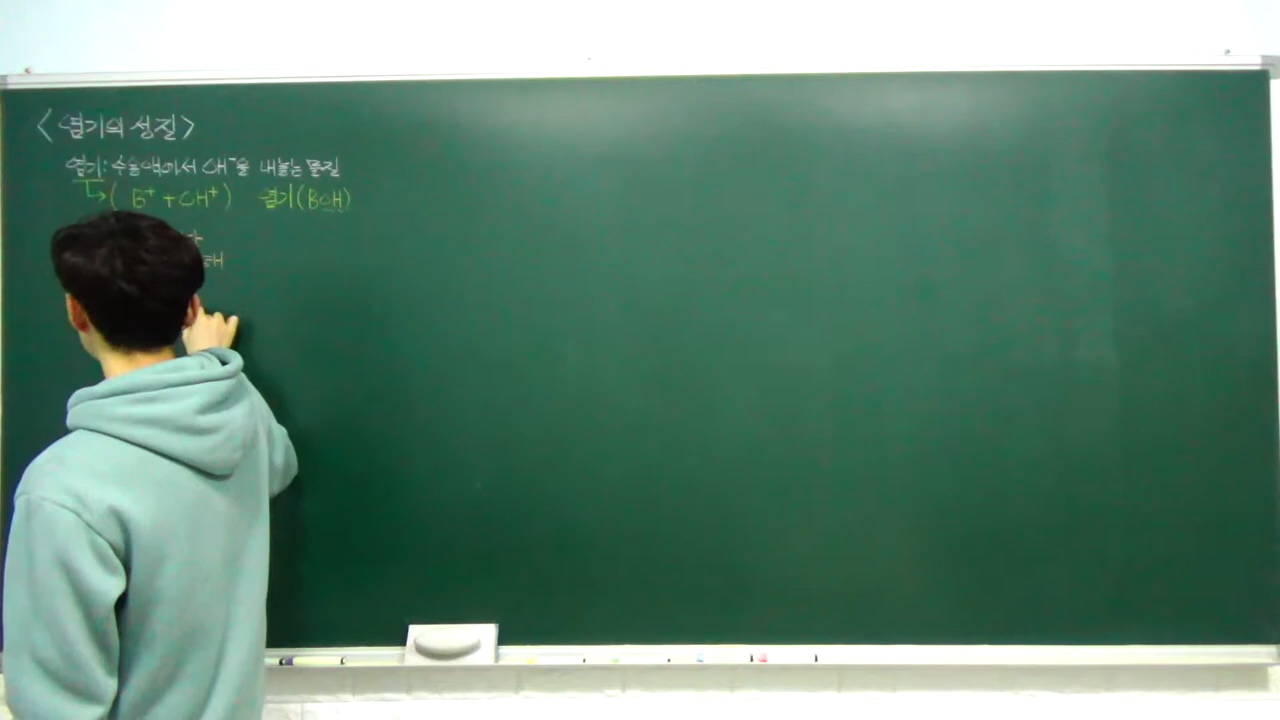 <염기의 성질>
염기: 수용액에서 OH⁻을 내놓는 물질
↳( B⁺ + OH⁺ ) 염기(BOH)